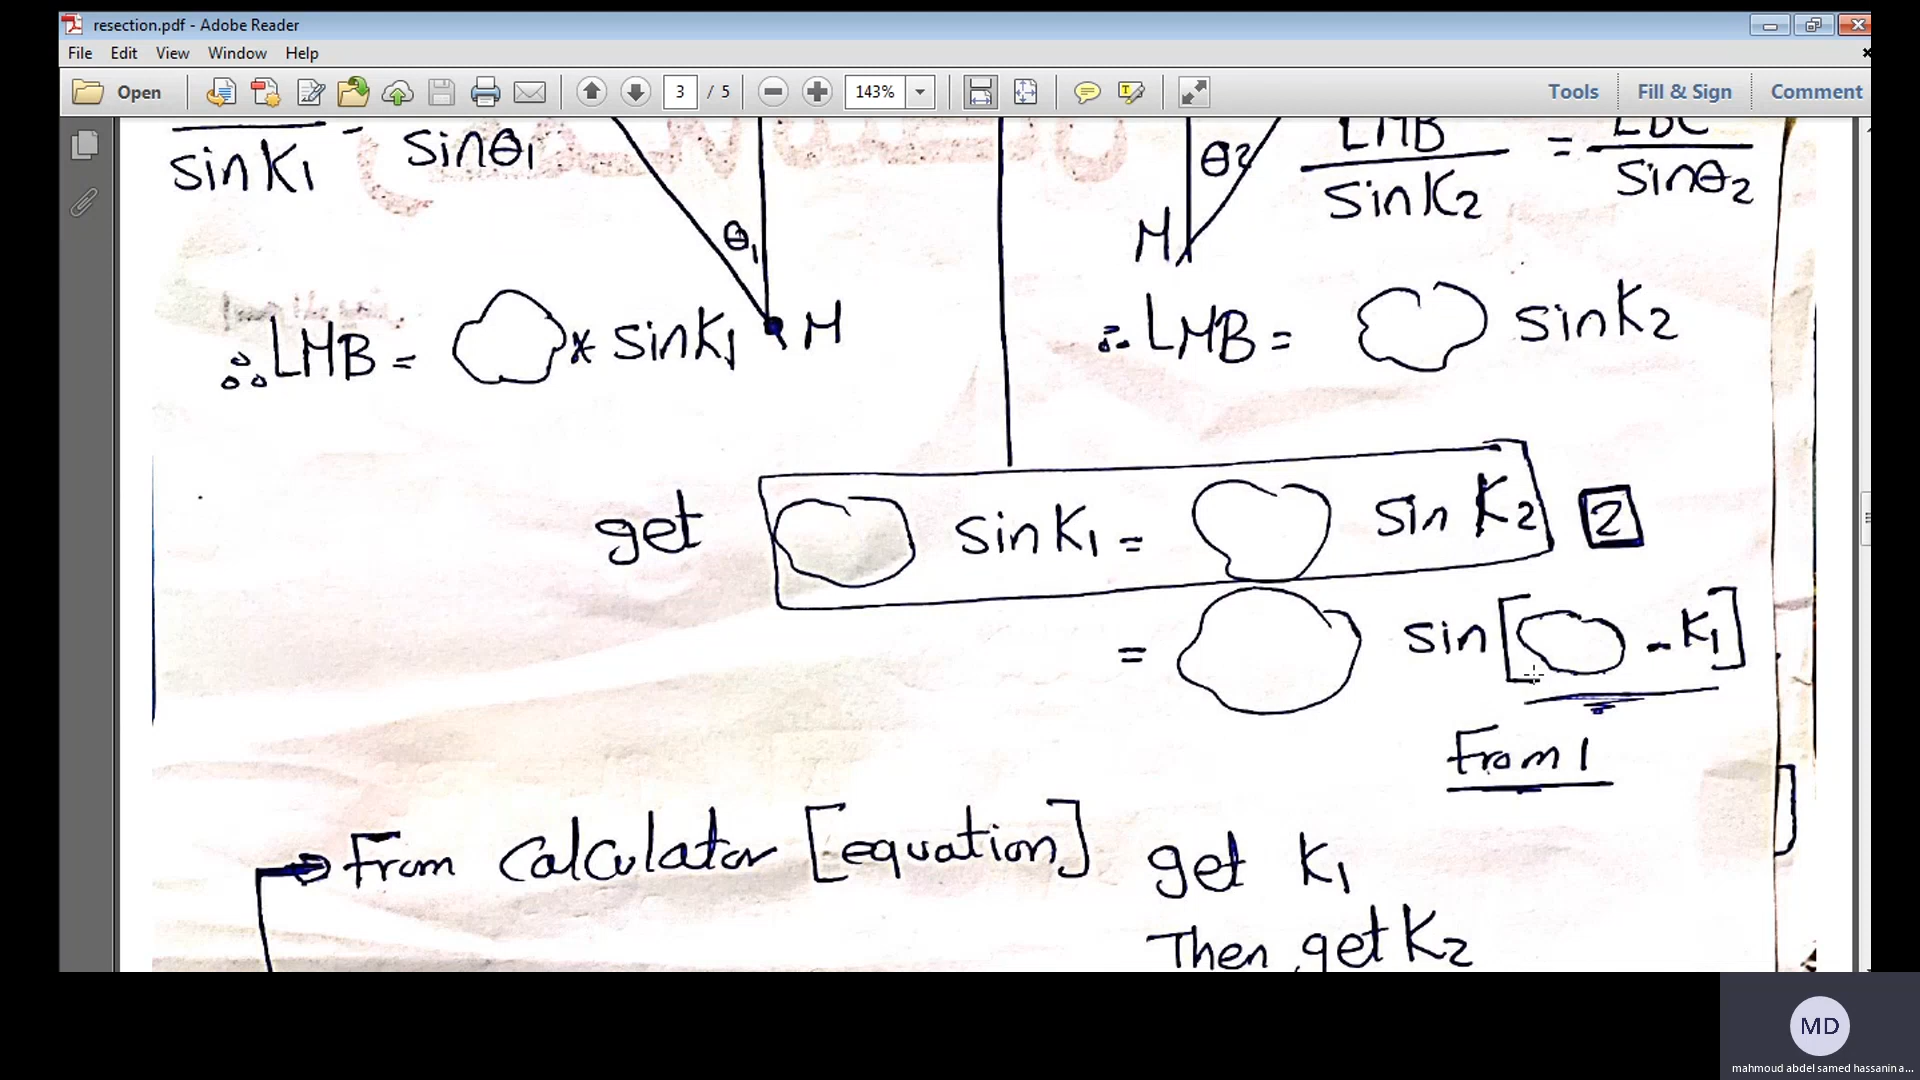 resection.pdf - Adobe Reader
File Edit View Window Help
Open 3 / 5 143% Tools Fill & Sign Comment
sinK1 sinθ1
θ1
M
∴LMB = * sinK1
θ2
M
LMB = LBC
sinK2 sinθ2
∴LMB = sinK2
get sinK1 = sin K2 2
= sin [ - K1]
From 1
From calculator [equation] get K1
Then get K2
MD
mahmoud abdel samed hassanin a...